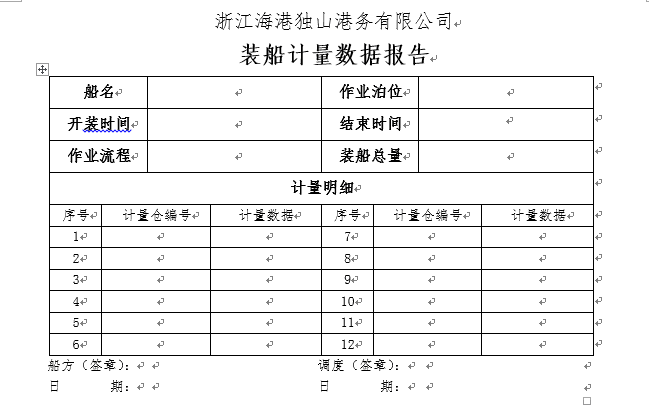 浙江海港独山港务有限公司
装船计量数据报告
船名 作业泊位
开装时间 结束时间
作业流程 装船总量
计量明细
序号 计量仓编号 计量数据 序号 计量仓编号 计量数据
1 7
2 8
3 9
4 10
5 11
6 12
船方（签章）： 调度（签章）：
日 期： 日 期：